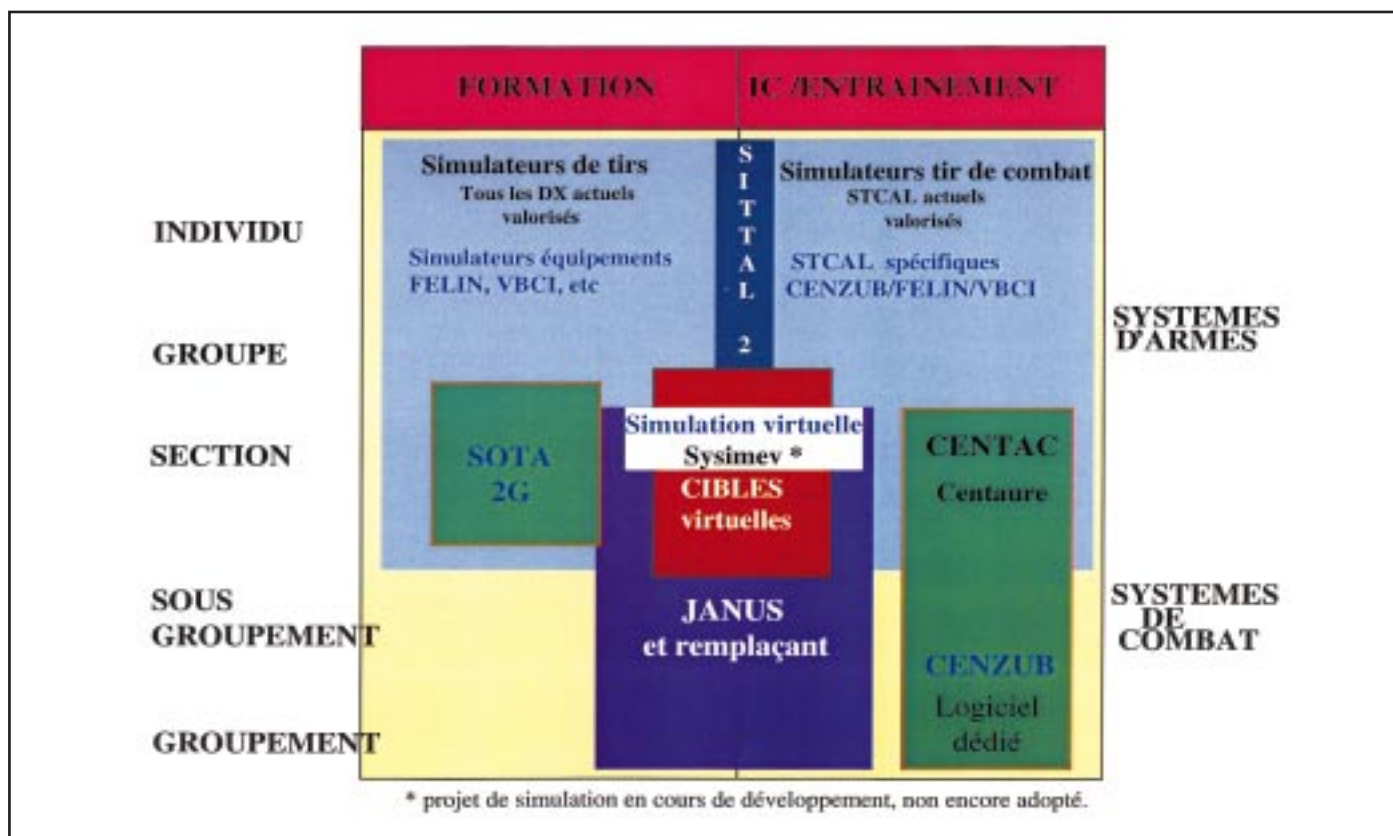 FORMATION
IC /ENTRAINEMENT
INDIVIDU
GROUPE
SECTION
SOUS
GROUPEMENT
GROUPEMENT
Simulateurs de tirs
Tous les DX actuels
valorisés
Simulateurs équipements
FELIN, VBCI, etc
SITTAL 2
Simulateurs tir de combat
STCAL actuels
valorisés
STCAL spécifiques
CENZUB/FELIN/VBCI
SOTA
2G
Simulation virtuelle
Sysimev *
CIBLES
virtuelles
JANUS
et remplaçant
CENTAC
Centaure
CENZUB
Logiciel
dédié
SYSTEMES
D'ARMES
SYSTEMES
DE
COMBAT
* projet de simulation en cours de développement, non encore adopté.